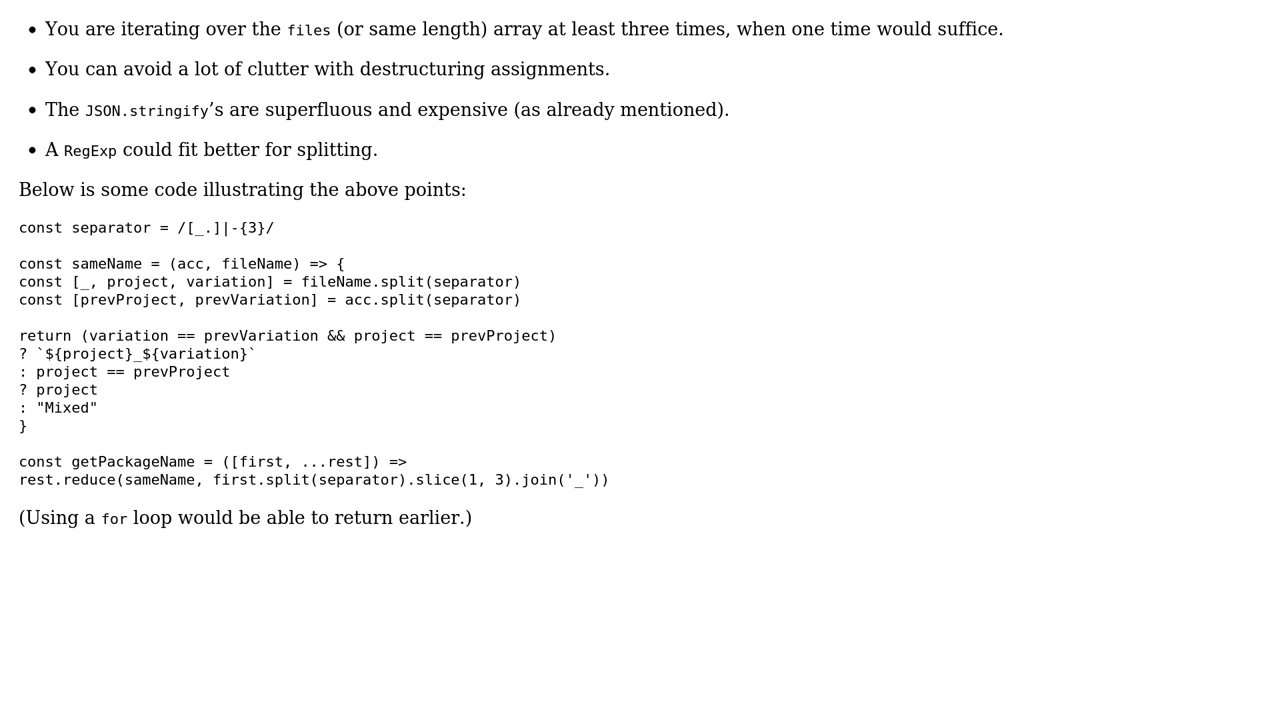 • You are iterating over the files (or same length) array at least three times, when one time would suffice.
• You can avoid a lot of clutter with destructuring assignments.
• The JSON.stringify’s are superfluous and expensive (as already mentioned).
• A RegExp could fit better for splitting.
Below is some code illustrating the above points:
const separator = /[_.]|-{3}/
const sameName = (acc, fileName) => {
const [_, project, variation] = fileName.split(separator)
const [prevProject, prevVariation] = acc.split(separator)
return (variation == prevVariation && project == prevProject)
? `${project}_${variation}`
: project == prevProject
? project
: "Mixed"
}
const getPackageName = ([first, ...rest]) =>
rest.reduce(sameName, first.split(separator).slice(1, 3).join('_'))
(Using a for loop would be able to return earlier.)